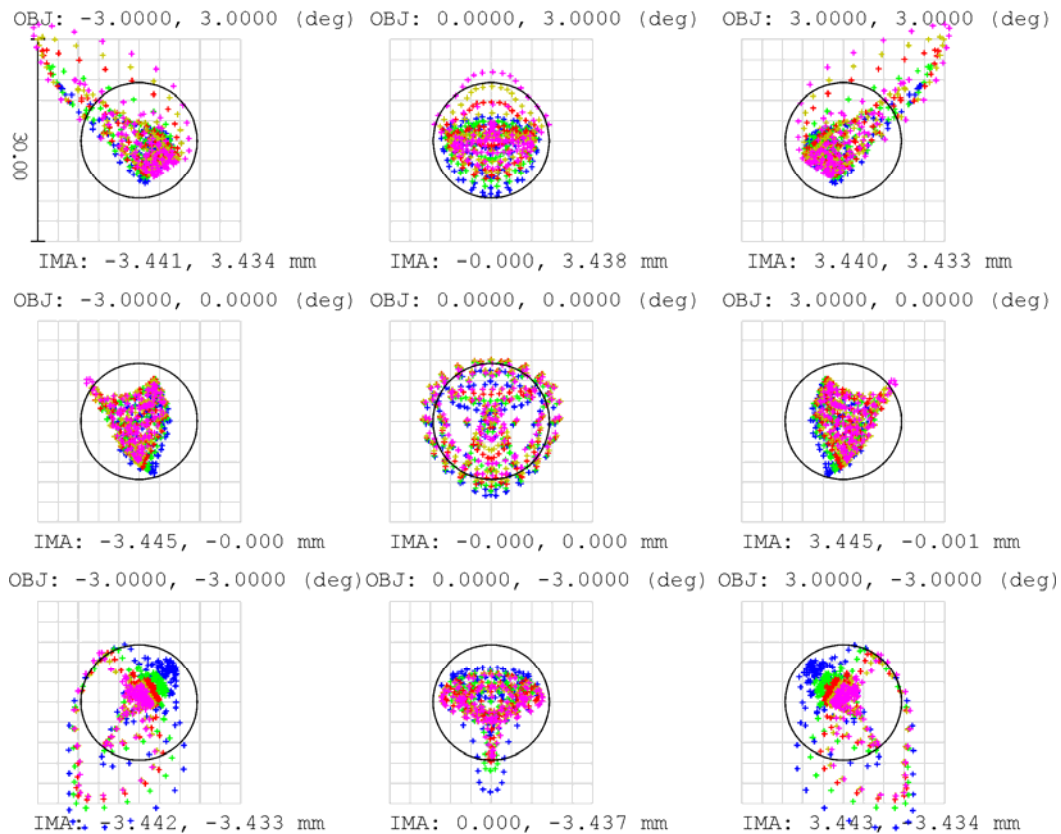 OBJ: -3.0000, 3.0000 (deg) OBJ: 0.0000, 3.0000 (deg) OBJ: 3.0000, 3.0000 (deg)
30.00
IMA: -3.441, 3.434 mm IMA: -0.000, 3.438 mm IMA: 3.440, 3.433 mm
OBJ: -3.0000, 0.0000 (deg) OBJ: 0.0000, 0.0000 (deg) OBJ: 3.0000, 0.0000 (deg)
IMA: -3.445, -0.000 mm IMA: -0.000, 0.000 mm IMA: 3.445, -0.001 mm
OBJ: -3.0000, -3.0000 (deg) OBJ: 0.0000, -3.0000 (deg) OBJ: 3.0000, -3.0000 (deg)
IMA: -3.442, -3.433 mm IMA: 0.000, -3.437 mm IMA: 3.443, -3.434 mm